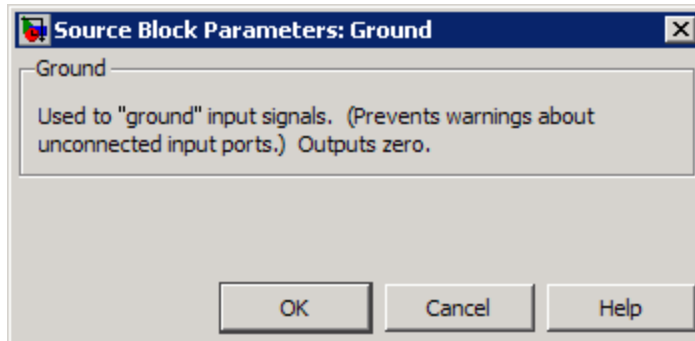 Source Block Parameters: Ground
Ground
Used to "ground" input signals.  (Prevents warnings about
unconnected input ports.)  Outputs zero.
OK
Cancel
Help